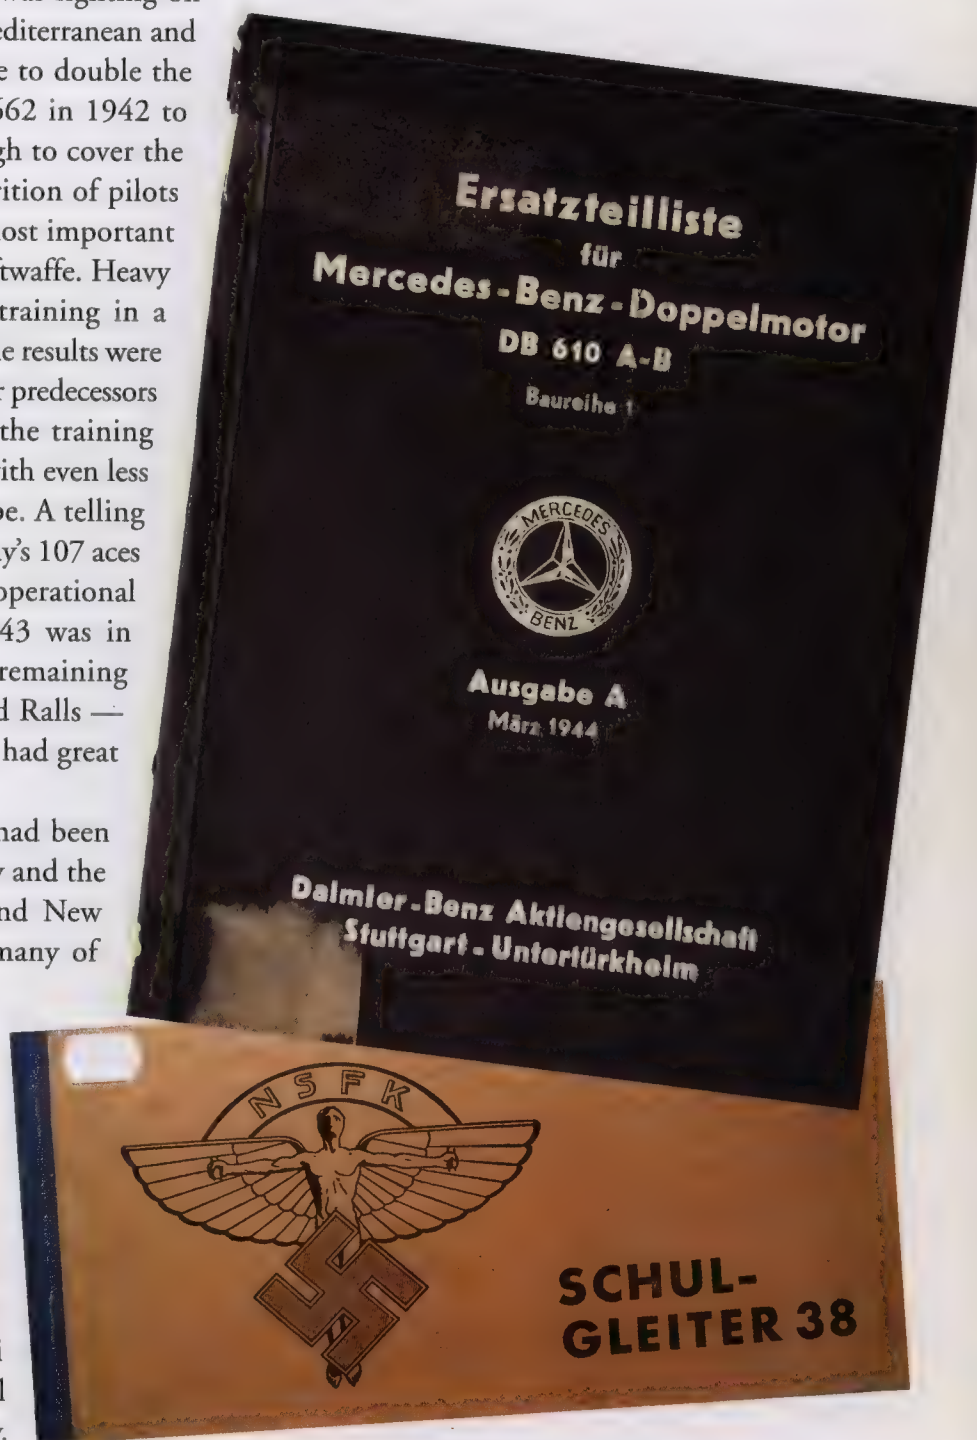 editerranean and
e to double the
562 in 1942 to
gh to cover the
rition of pilots
ost important
ftwaffe. Heavy
training in a
e results were
r predecessors
the training
ith even less
be. A telling
y's 107 aces
operational
43 was in
remaining
d Ralls —
had great
had been
y and the
nd New
many of
Ersatzteilliste
für
Mercedes-Benz-Doppelmotor
DB 610 A-B
Baureihe 1
MERCEDES
BENZ
Ausgabe A
März 1944
Daimler-Benz Aktiengesellschaft
Stuttgart-Untertürkheim
NSFK
SCHUL-
GLEITER 38